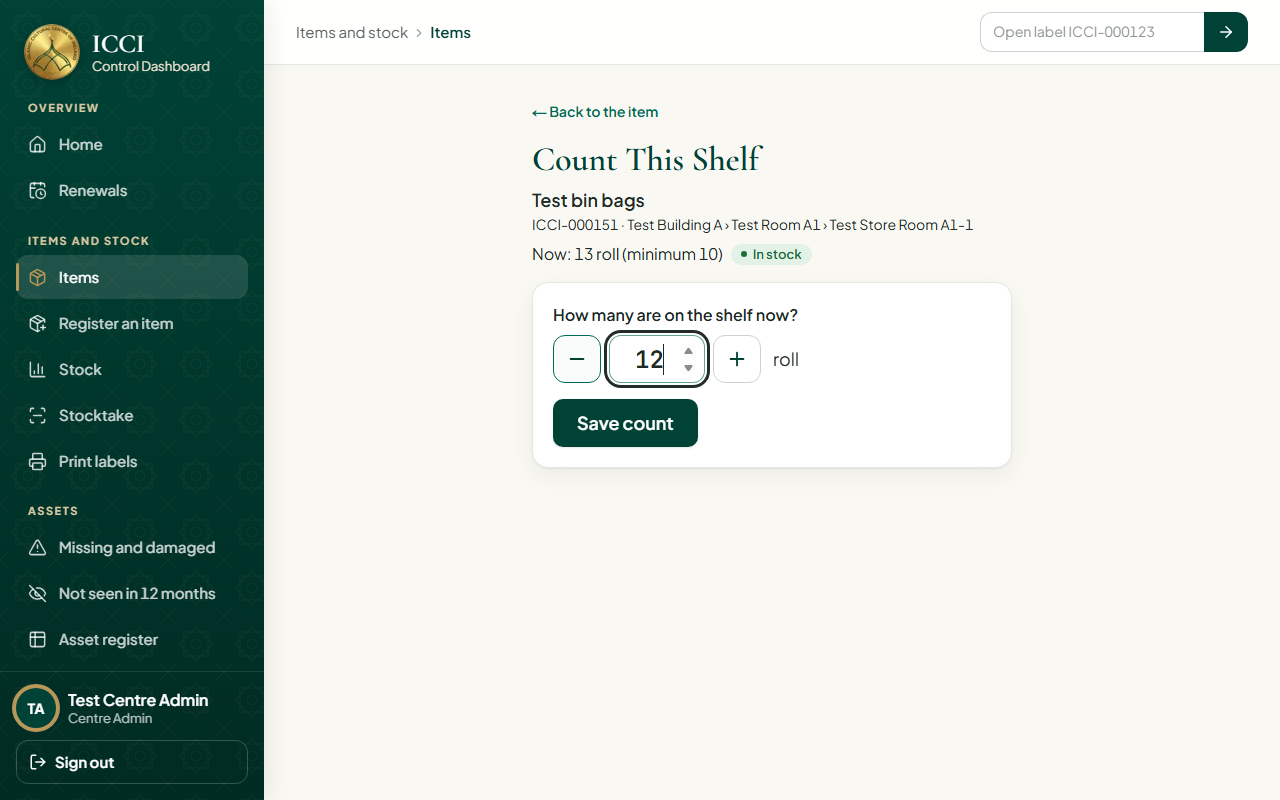 ICCI
Control Dashboard
OVERVIEW
Home
Renewals
ITEMS AND STOCK
Items
Register an item
Stock
Stocktake
Print labels
ASSETS
Missing and damaged
Not seen in 12 months
Asset register
TA
Test Centre Admin
Centre Admin
Sign out
Items and stock › Items
Open label ICCI-000123
← Back to the item
Count This Shelf
Test bin bags
ICCI-000151 · Test Building A › Test Room A1 › Test Store Room A1-1
Now: 13 roll (minimum 10) In stock
How many are on the shelf now?
− 12 + roll
Save count